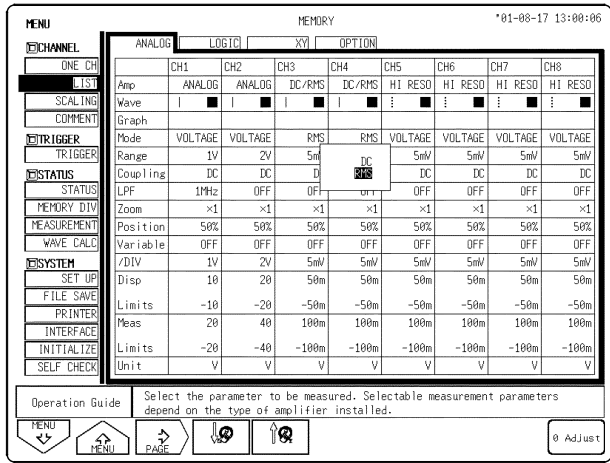 MENU MEMORY '01-08-17 13:00:06
ANALOG LOGIC XY OPTION
CHANNEL
ONE CH
LIST
SCALING
COMMENT
TRIGGER
TRIGGER
STATUS
STATUS
MEMORY DIV
MEASUREMENT
WAVE CALC
SYSTEM
SET UP
FILE SAVE
PRINTER
INTERFACE
INITIALIZE
SELF CHECK
CH1 CH2 CH3 CH4 CH5 CH6 CH7 CH8
Amp ANALOG ANALOG DC/RMS DC/RMS HI RESO HI RESO HI RESO HI RESO
Wave
Graph
Mode VOLTAGE VOLTAGE RMS RMS VOLTAGE VOLTAGE VOLTAGE VOLTAGE
Range 1V 2V 5m DC 5mV 5mV 5mV 5mV
Coupling DC DC D RMS DC DC DC DC
LPF 1MHz OFF OFF OFF OFF OFF OFF OFF
Zoom ×1 ×1 ×1 ×1 ×1 ×1 ×1 ×1
Position 50% 50% 50% 50% 50% 50% 50% 50%
Variable OFF OFF OFF OFF OFF OFF OFF OFF
/DIV 1V 2V 5mV 5mV 5mV 5mV 5mV 5mV
Disp 10 20 50m 50m 50m 50m 50m 50m
Limits -10 -20 -50m -50m -50m -50m -50m -50m
Meas 20 40 100m 100m 100m 100m 100m 100m
Limits -20 -40 -100m -100m -100m -100m -100m -100m
Unit V V V V V V V V
Operation Guide
Select the parameter to be measured. Selectable measurement parameters
depend on the type of amplifier installed.
MENU
MENU
PAGE
0 Adjust